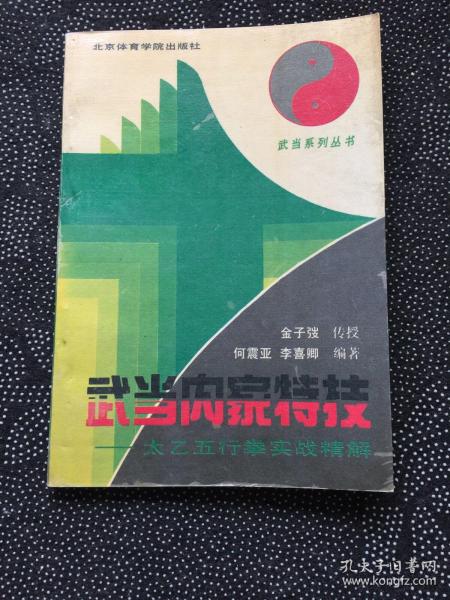 北京体育学院出版社
武当系列丛书
金子弢 传授
何震亚 李喜卿 编著
武当内家特技
——太乙五行拳实战精解
孔夫子旧书网
www.kongfz.com